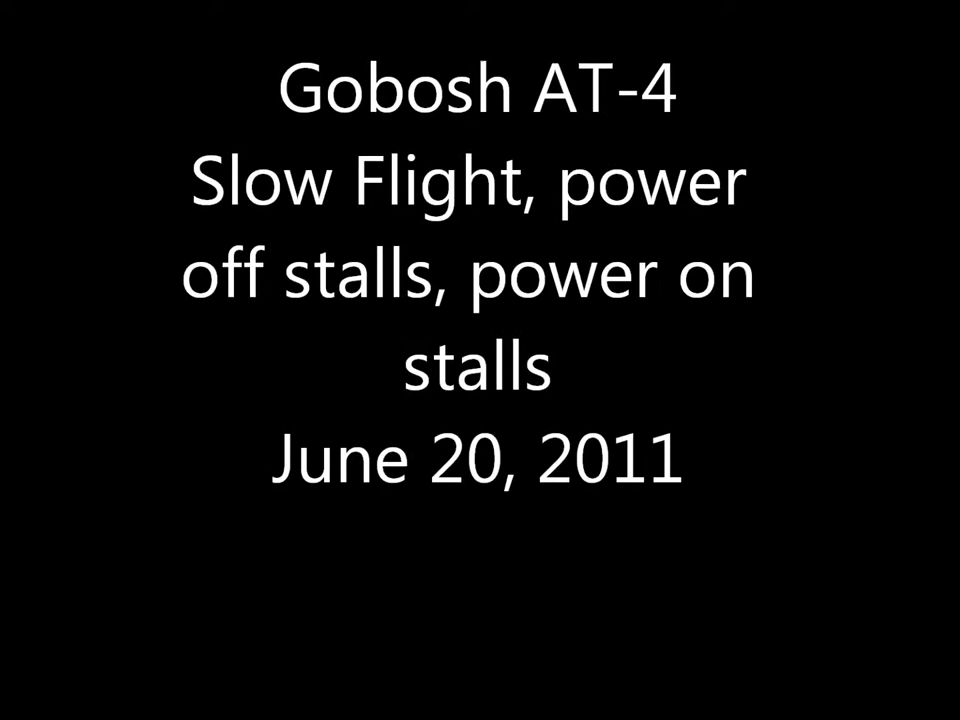 Gobosh AT-4
Slow Flight, power
off stalls, power on
stalls
June 20, 2011